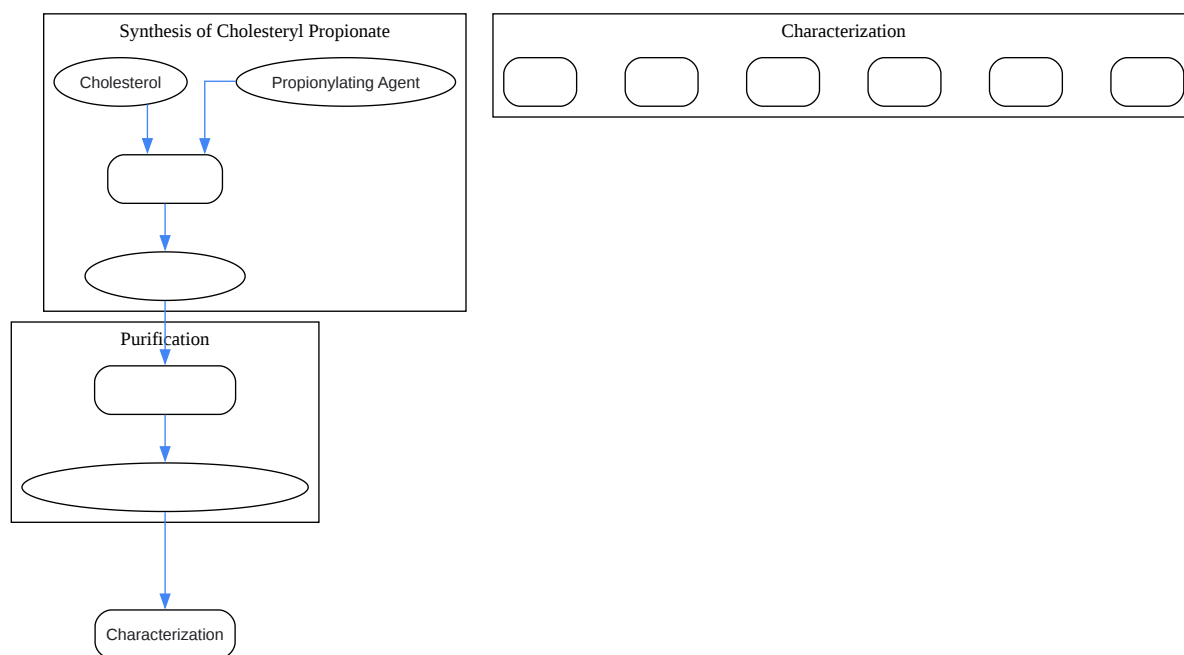 Synthesis of Cholesteryl Propionate
Cholesterol
Propionylating Agent
Purification
Characterization
Characterization